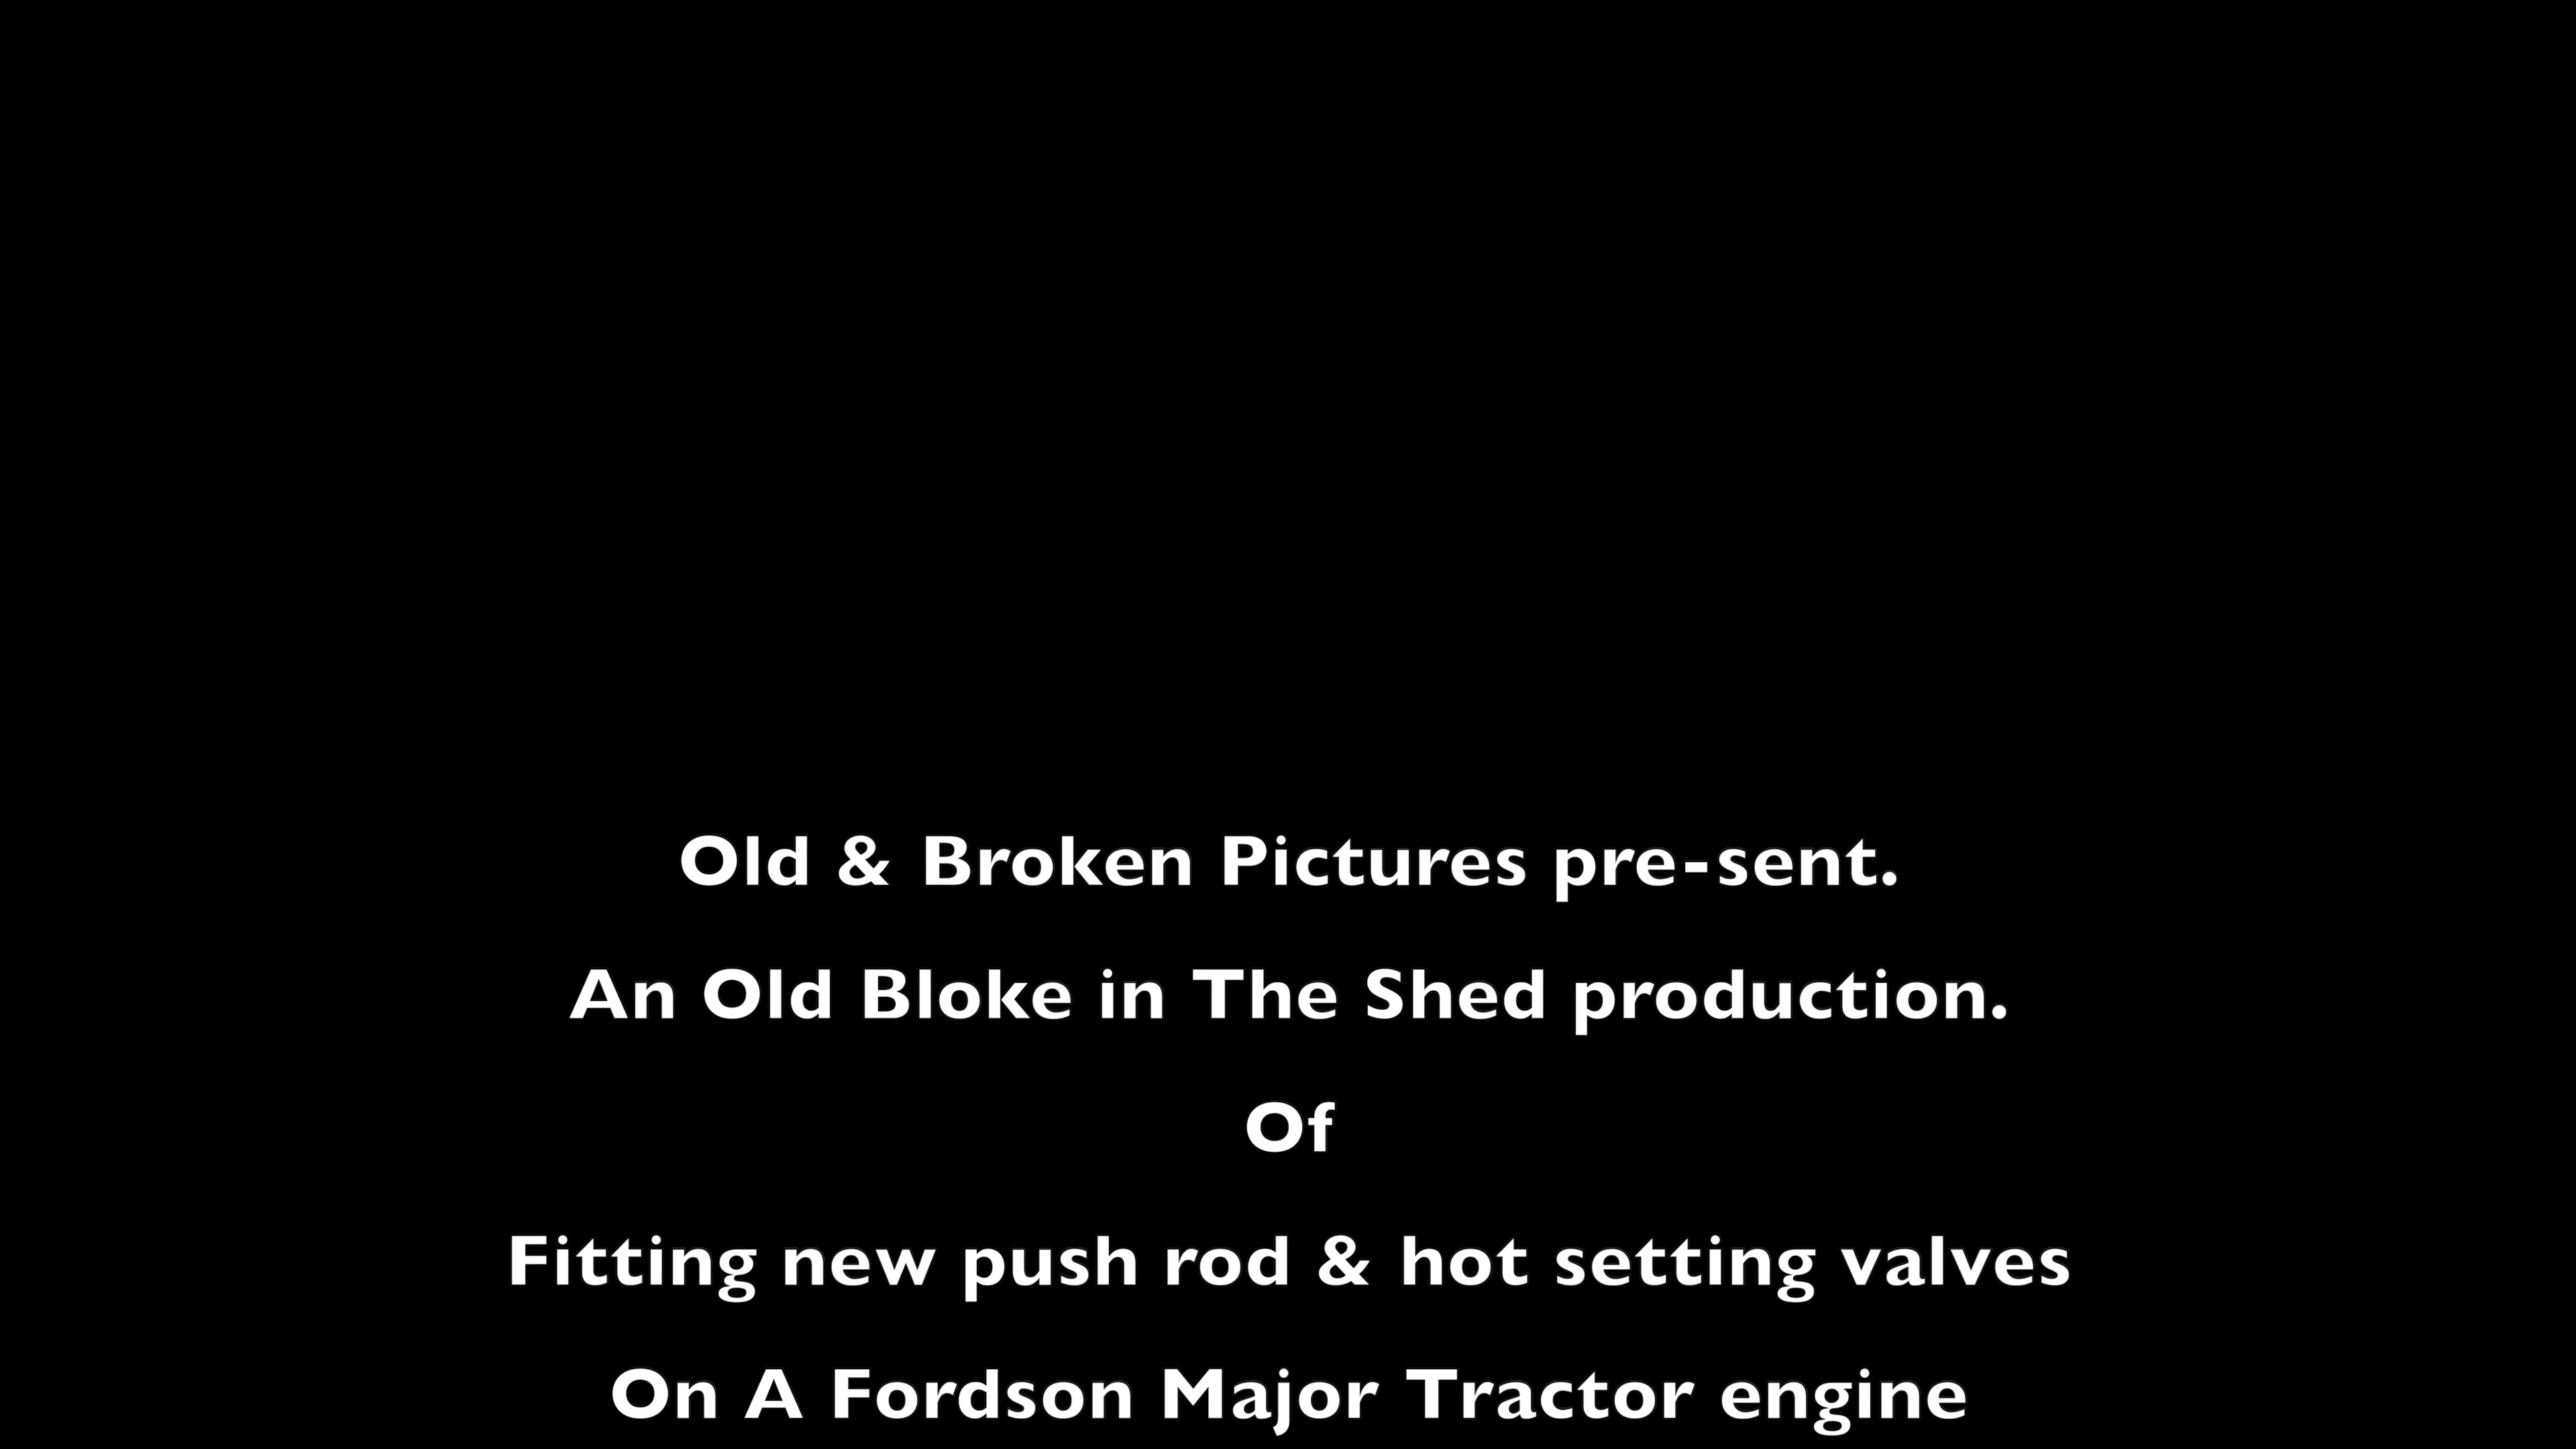 Old & Broken Pictures pre-sent.
An Old Bloke in The Shed production.
Of
Fitting new push rod & hot setting valves
On A Fordson Major Tractor engine